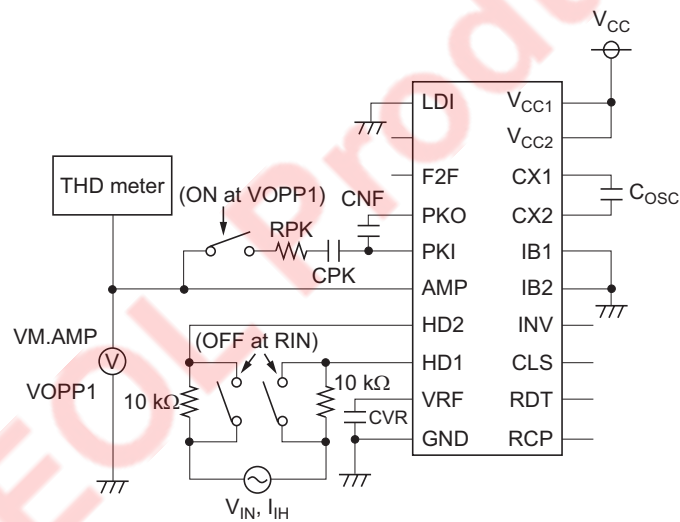 VCC
LDI VCC1
VCC2
THD meter
(ON at VOPP1)
F2F CX1
CNF
COSC
RPK
PKO CX2
CPK
PKI IB1
AMP IB2
VM.AMP
HD2 INV
(OFF at RIN)
V
VOPP1
HD1 CLS
10 kΩ
10 kΩ
CVR
VRF RDT
GND RCP
VIN, IIH
EOL Produ